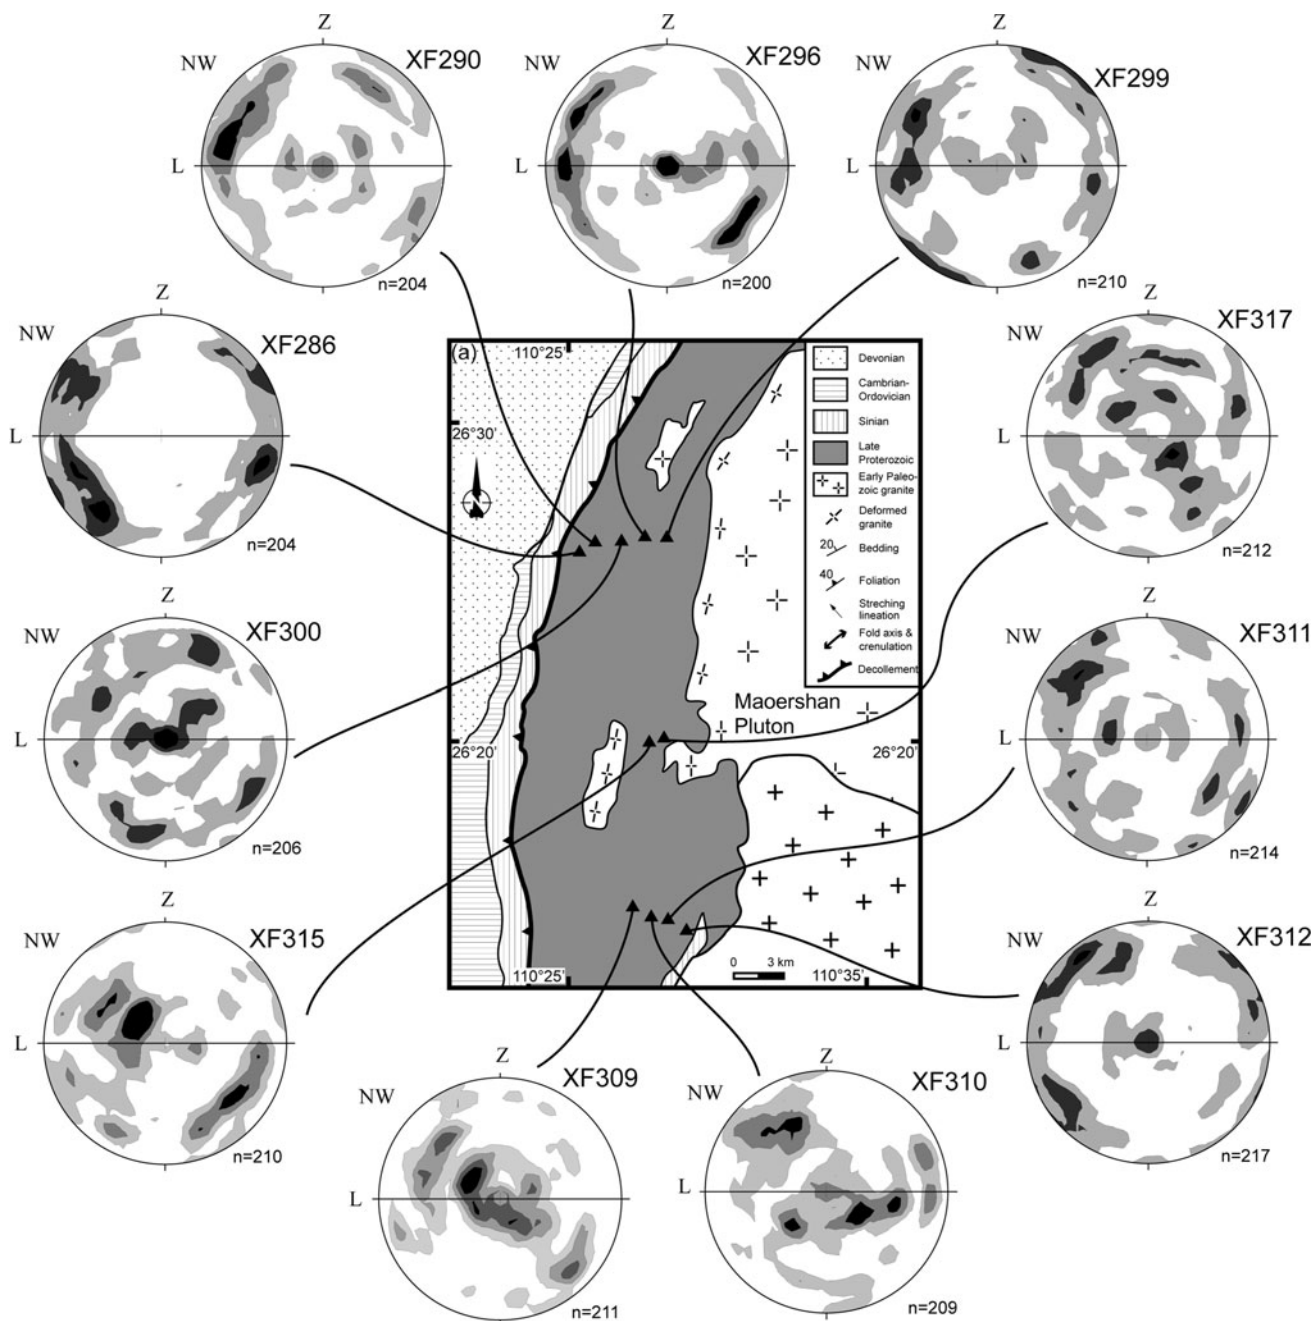 Z
NW
XF290
L
n=204
Z
NW
XF296
L
n=200
Z
NW
XF299
L
n=210
Z
NW
XF286
L
n=204
Z
NW
XF317
L
n=212
Z
NW
XF300
L
n=206
Z
NW
XF311
L
n=214
Z
NW
XF315
L
n=210
Z
NW
XF312
L
n=217
Z
NW
XF309
L
n=211
Z
NW
XF310
L
n=209
(a)
110°25'
26°30'
26°20'
26°20'
110°25'
110°35'
0 3 km
Maoershan
Pluton
Devonian
Cambrian-
Ordovician
Sinian
Late
Proterozoic
Early Paleo-
zoic granite
Deformed
granite
20
Bedding
40
Foliation
Streching
lineation
Fold axis &
crenulation
Decollement